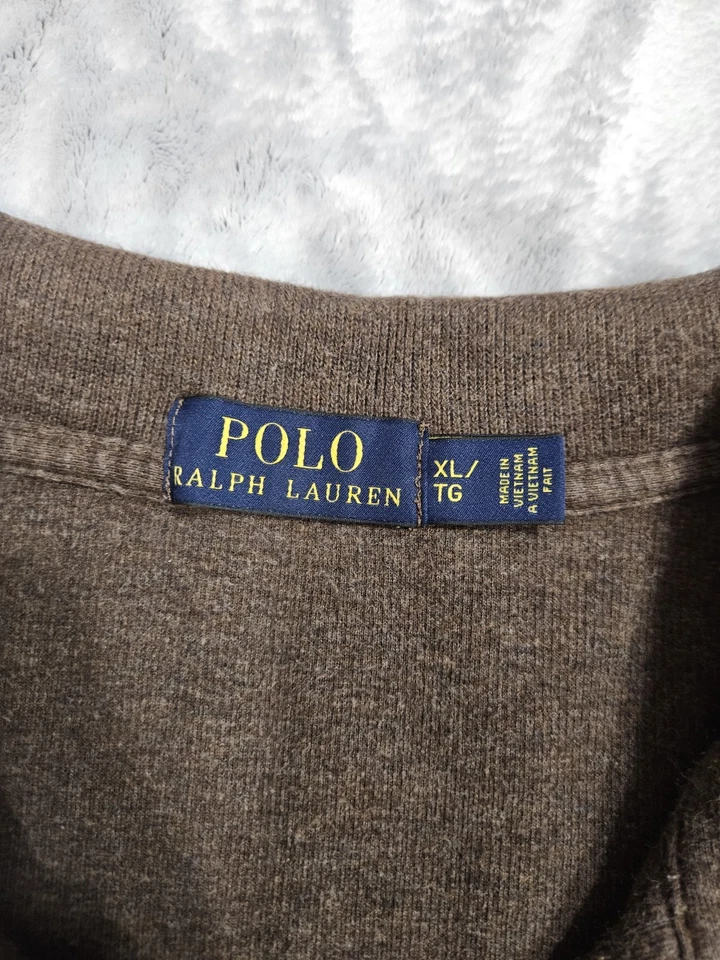 POLO
RALPH LAUREN
XL/
TG
MADE IN
VIETNAM
A VIETNAM
FAIT